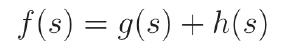 f(s) = g(s) + h(s)